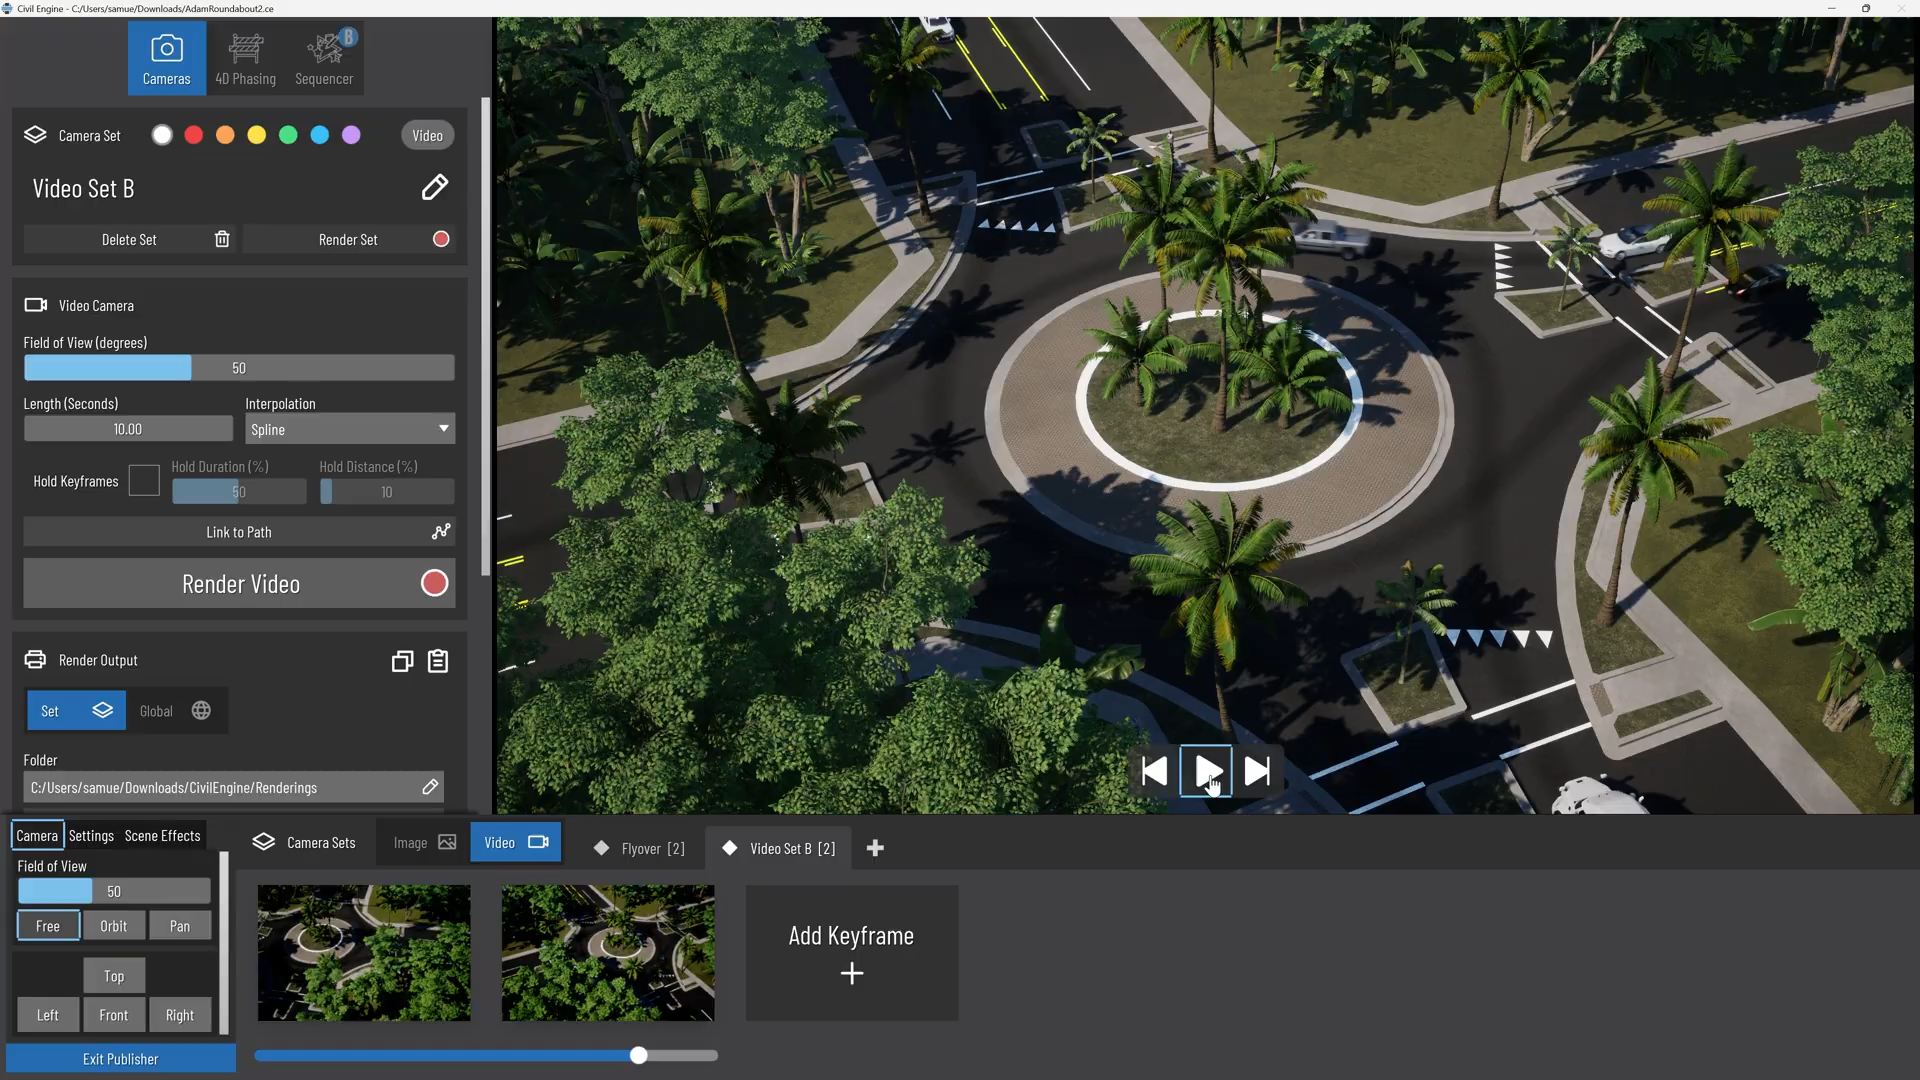 Civil Engine - C:/Users/samue/Downloads/AdamRoundabout2.ce
Cameras
4D Phasing
Sequencer
B
Camera Set
Video
Video Set B
Delete Set
Render Set
Video Camera
Field of View (degrees)
50
Length (Seconds)
Interpolation
10.00
Spline
Hold Keyframes
Hold Duration (%)
Hold Distance (%)
50
10
Link to Path
Render Video
Render Output
Set
Global
Folder
C:/Users/samue/Downloads/CivilEngine/Renderings
Camera
Settings
Scene Effects
Field of View
50
Free
Orbit
Pan
Top
Left
Front
Right
Exit Publisher
Camera Sets
Image
Video
Flyover [2]
Video Set B [2]
Add Keyframe